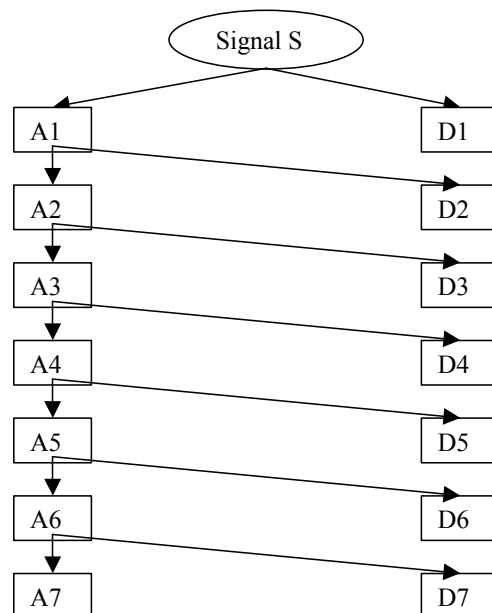 Signal S
A1 D1
A2 D2
A3 D3
A4 D4
A5 D5
A6 D6
A7 D7